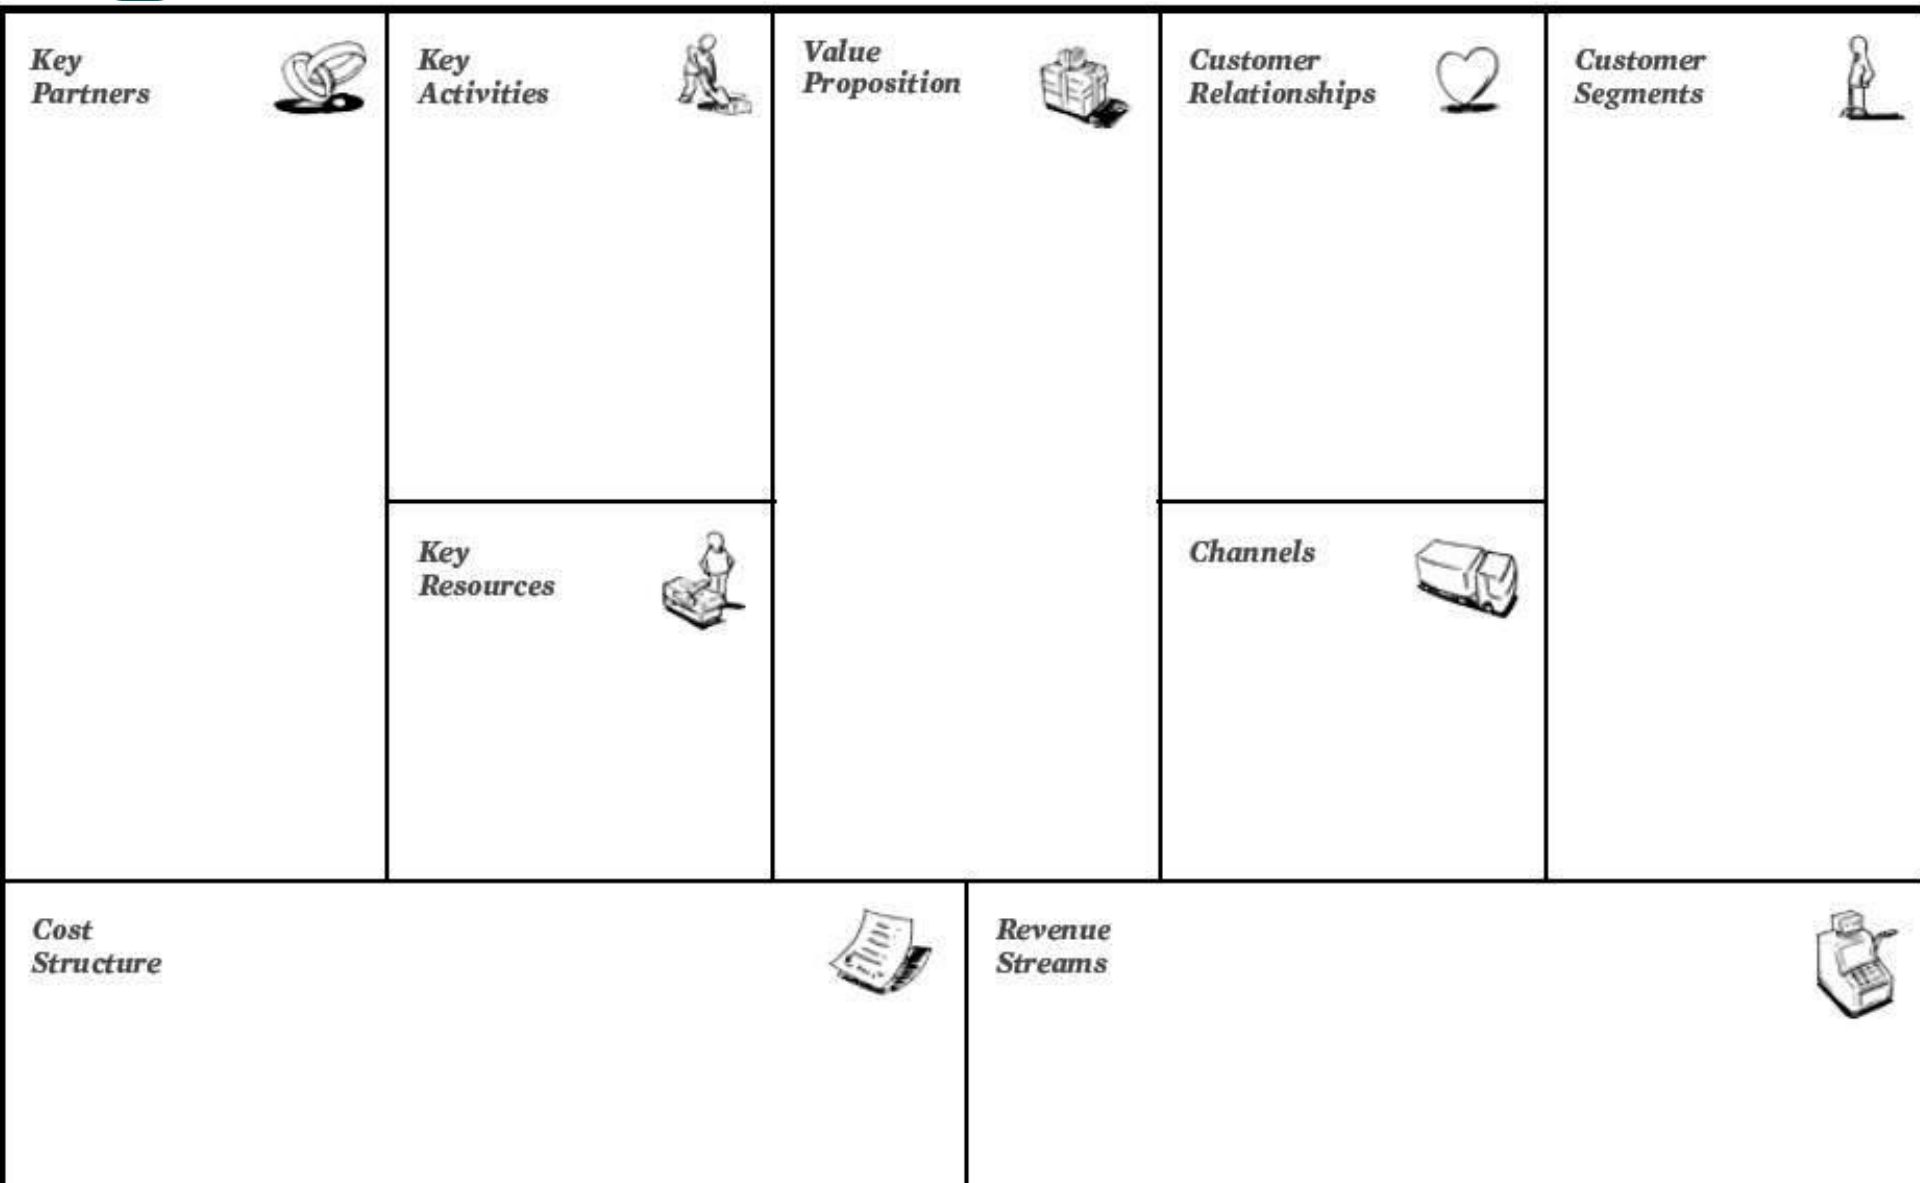 Key
Partners
Key
Activities
Value
Proposition
Customer
Relationships
Customer
Segments
Key
Resources
Channels
Cost
Structure
Revenue
Streams